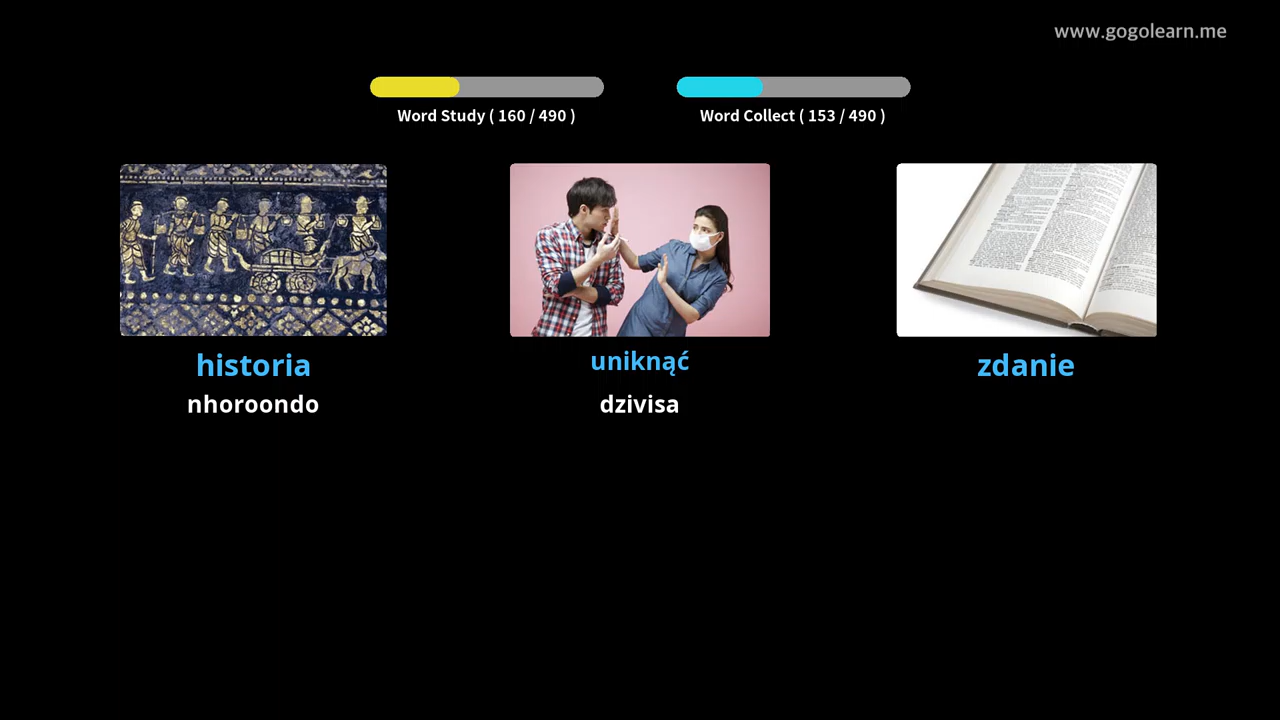 www.gogolearn.me
Word Study ( 160 / 490 )
Word Collect ( 153 / 490 )
historia
uniknąć
zdanie
nhoroondo
dzivisa